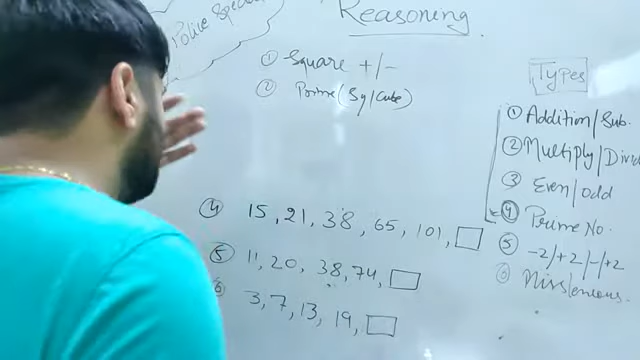 Police Special
Reasoning
① Square +/-
② Prime (Sq/Cube)
④ 15, 21, 38, 65, 101,
⑤ 11, 20, 38, 74,
⑥ 3, 7, 13, 19,
Types
① Addition/Sub.
② Multiply/Divid
③ Even/odd
④ Prime No.
⑤ -2/+2/-/+2
⑥ Misslenious.